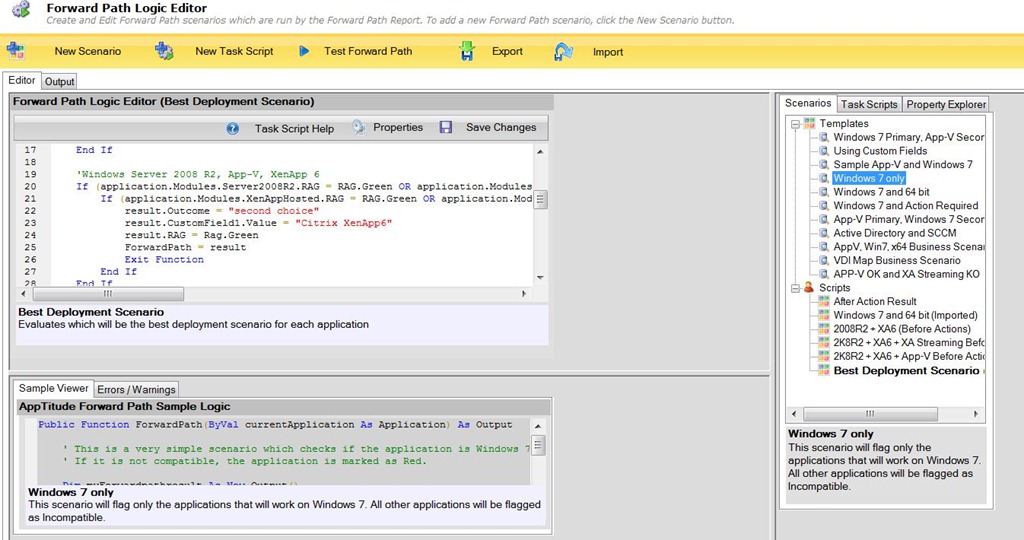 Forward Path Logic Editor
Create and Edit Forward Path scenarios which are run by the Forward Path Report. To add a new Forward Path scenario, click the New Scenario button.
New Scenario New Task Script Test Forward Path Export Import
Editor Output
Forward Path Logic Editor (Best Deployment Scenario)
Task Script Help Properties Save Changes
17 End If
18
19 'Windows Server 2008 R2, App-V, XenApp 6
20 If (application.Modules.Server2008R2.RAG = RAG.Green OR application.Modules
21 If (application.Modules.XenAppHosted.RAG = RAG.Green OR application.Mod
22 result.Outcome = "second choice"
23 result.CustomField1.Value = "Citrix XenApp6"
24 result.RAG = Rag.Green
25 ForwardPath = result
26 Exit Function
27 End If
28 End If
Best Deployment Scenario
Evaluates which will be the best deployment scenario for each application
Sample Viewer Errors / Warnings
AppTitude Forward Path Sample Logic
Public Function ForwardPath(ByVal currentApplication As Application) As Output
' This is a very simple scenario which checks if the application is Windows 7
' If it is not compatible, the application is marked as Red.
Dim myForwardpathresult As New Output()
Windows 7 only
This scenario will flag only the applications that will work on Windows 7. All other applications will be flagged
as Incompatible.
Scenarios Task Scripts Property Explorer
Templates
Windows 7 Primary, App-V Secor
Using Custom Fields
Sample App-V and Windows 7
Windows 7 only
Windows 7 and 64 bit
Windows 7 and Action Required
App-V Primary, Windows 7 Secor
Active Directory and SCCM
AppV, Win7, x64 Business Scena
VDI Map Business Scenario
APP-V OK and XA Streaming KO
Scripts
After Action Result
Windows 7 and 64 bit (Imported)
2008R2 + XA6 (Before Actions)
2K8R2 + XA6 + XA Streaming Befo
2K8R2 + XA6 + App-V Before Actio
Best Deployment Scenario
Windows 7 only
This scenario will flag only the
applications that will work on Windows 7.
All other applications will be flagged as
Incompatible.